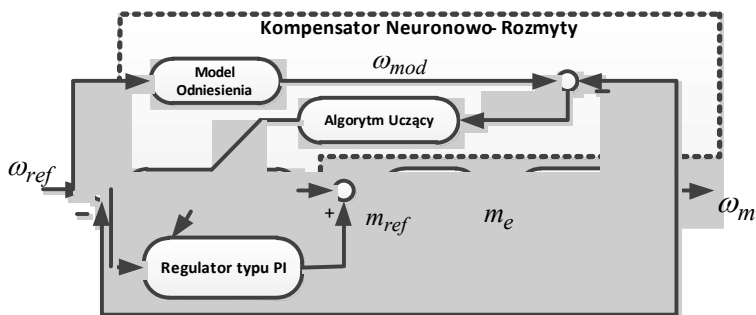 Kompensator Neuronowo- Rozmyty
Model
Odniesienia
ω_mod
Algorytm Uczący
ω_ref
m_ref
m_e
ω_m
Regulator typu PI